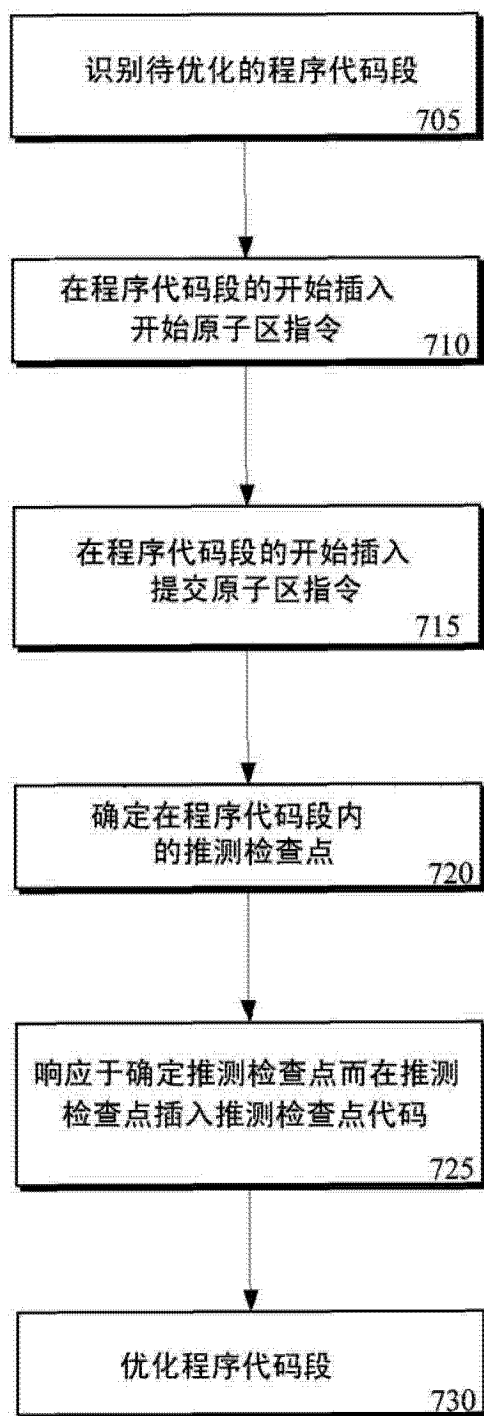 识别待优化的程序代码段
705
在程序代码段的开始插入
开始原子区指令
710
在程序代码段的开始插入
提交原子区指令
715
确定在程序代码段内
的推测检查点
720
响应于确定推测检查点而在推测
检查点插入推测检查点代码
725
优化程序代码段
730